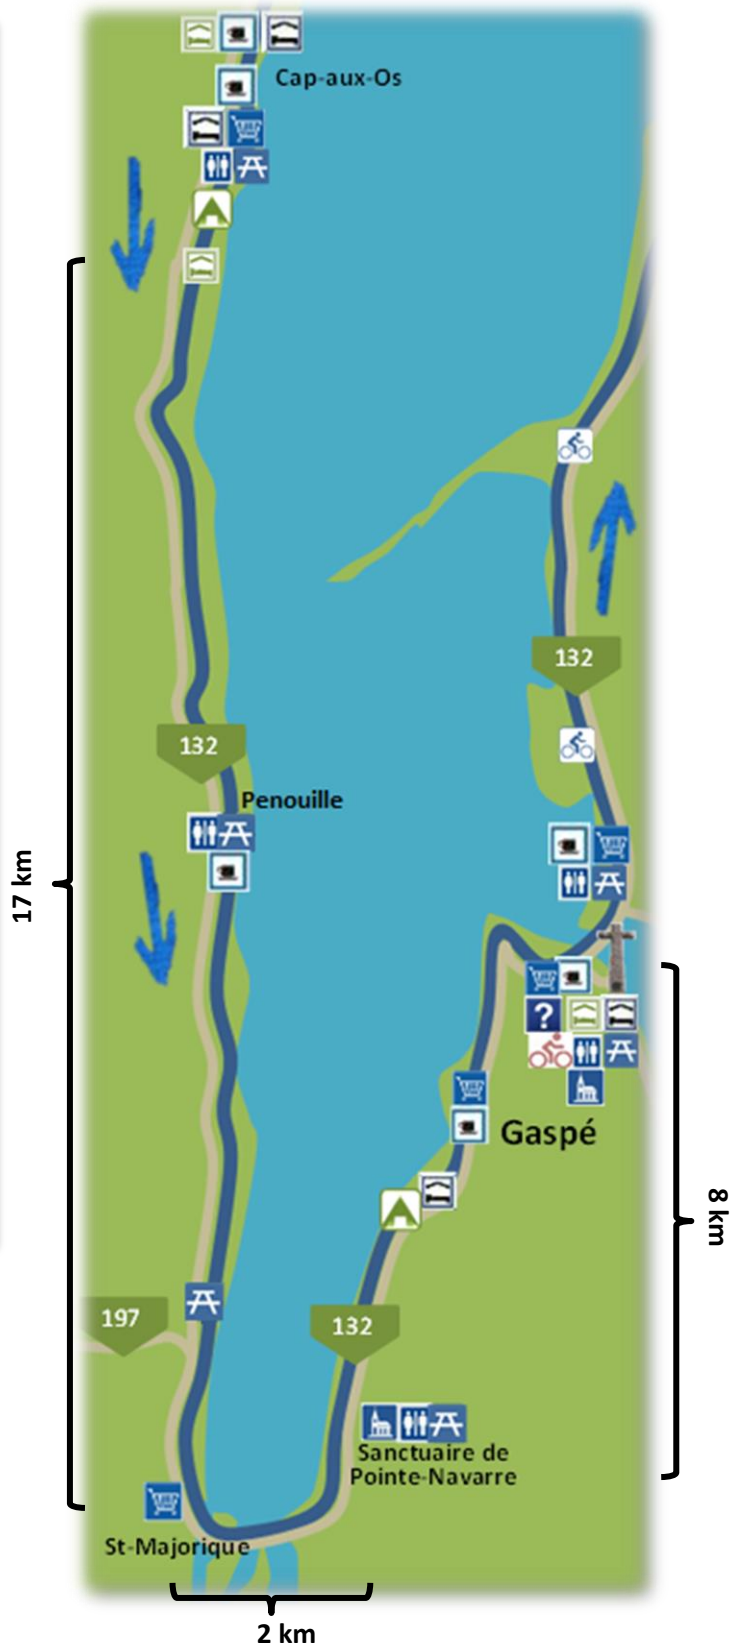 Cap-aux-Os
132
132
Penouille
17 km
?
Gaspé
8 km
197
132
Sanctuaire de
Pointe-Navarre
St-Majorique
2 km